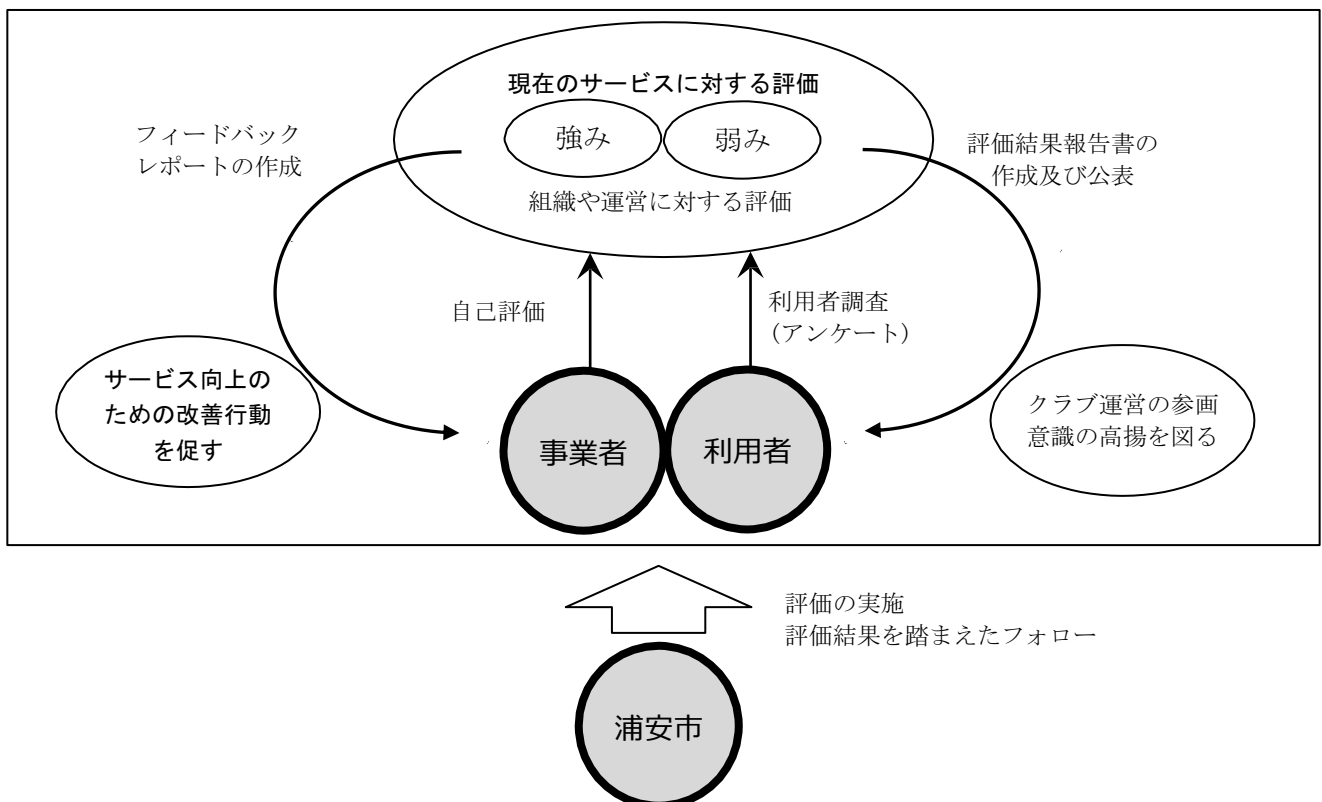 現在のサービスに対する評価
強み
弱み
組織や運営に対する評価
フィードバック
レポートの作成
評価結果報告書の
作成及び公表
自己評価
利用者調査
（アンケート）
サービス向上の
ための改善行動
を促す
事業者
利用者
クラブ運営の参画
意識の高揚を図る
評価の実施
評価結果を踏まえたフォロー
浦安市